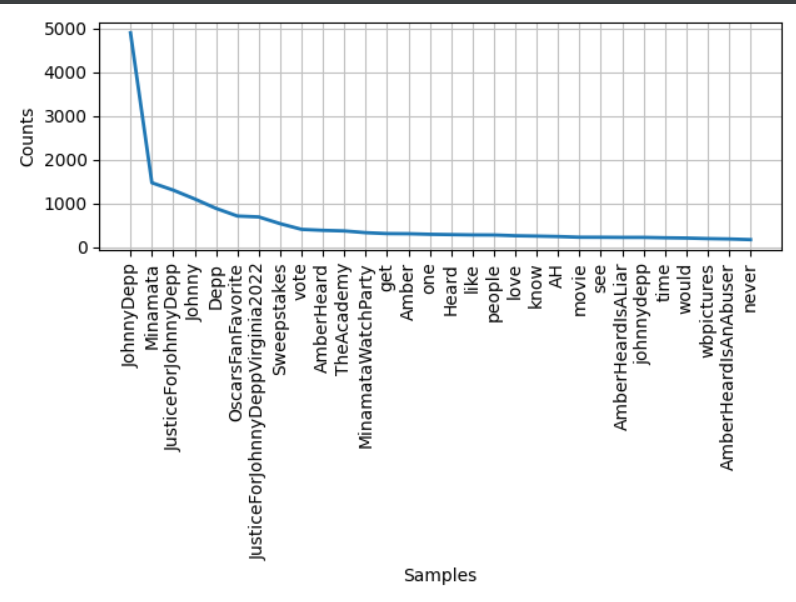 5000
4000
3000
2000
1000
0
Counts
JohnnyDepp
Minamata
JusticeForJohnnyDepp
Johnny
Depp
OscarsFanFavorite
JusticeForJohnnyDeppVirginia2022
Sweepstakes
vote
AmberHeard
TheAcademy
MinamataWatchParty
get
Amber
one
Heard
like
people
love
know
AH
movie
see
AmberHeardIsALiar
johnnydepp
time
would
wbpictures
AmberHeardIsAnAbuser
never
Samples